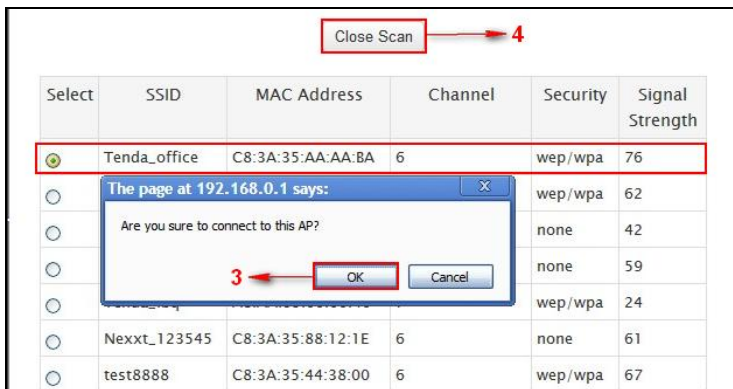 Close Scan 4
Select SSID MAC Address Channel Security Signal Strength
Tenda_office C8:3A:35:AA:AA:BA 6 wep/wpa 76
The page at 192.168.0.1 says: X
wep/wpa 62
Are you sure to connect to this AP?
none 42
3 OK Cancel
none 59
wep/wpa 24
Nexxt_123545 C8:3A:35:88:12:1E 6 none 61
test8888 C8:3A:35:44:38:00 6 wep/wpa 67